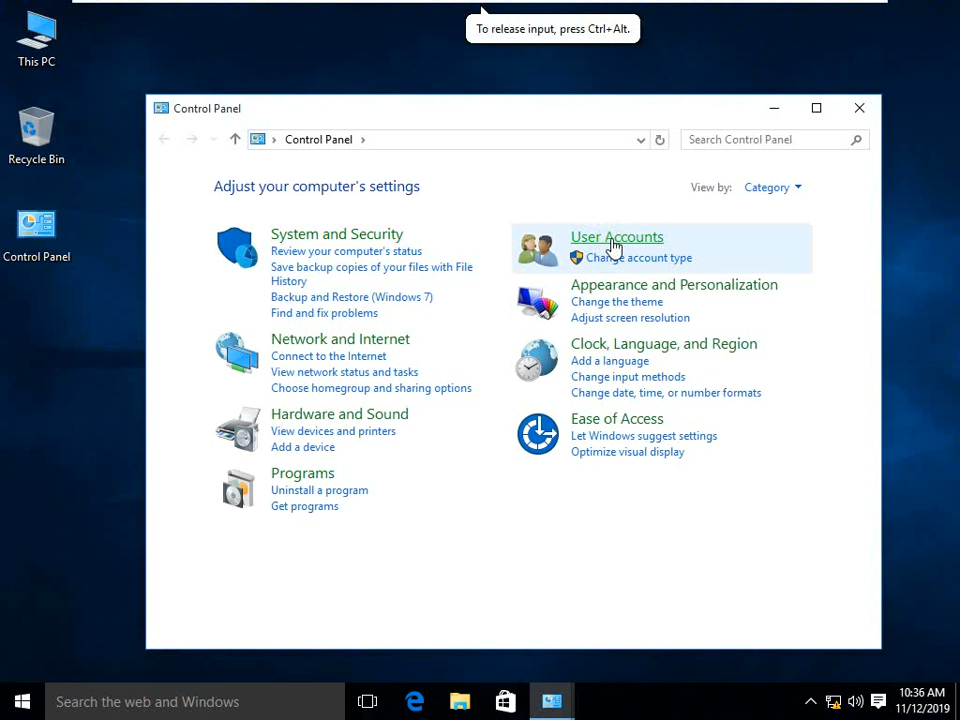 To release input, press Ctrl+Alt.
This PC
Recycle Bin
Control Panel
Control Panel
Control Panel
Search Control Panel
Adjust your computer's settings
View by:
Category
System and Security
Review your computer's status
Save backup copies of your files with File
History
Backup and Restore (Windows 7)
Find and fix problems
Network and Internet
Connect to the Internet
View network status and tasks
Choose homegroup and sharing options
Hardware and Sound
View devices and printers
Add a device
Programs
Uninstall a program
Get programs
User Accounts
Change account type
Appearance and Personalization
Change the theme
Adjust screen resolution
Clock, Language, and Region
Add a language
Change input methods
Change date, time, or number formats
Ease of Access
Let Windows suggest settings
Optimize visual display
Search the web and Windows
10:36 AM
11/12/2019